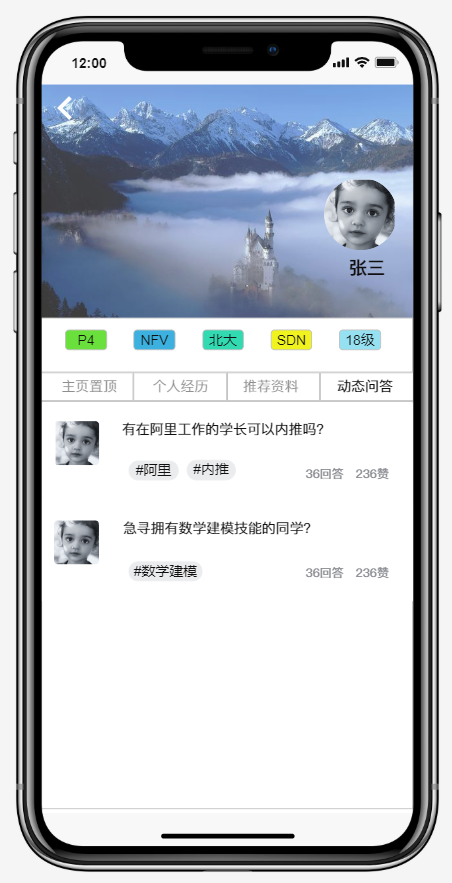 12:00
张三
P4 NFV 北大 SDN 18级
主页置顶 个人经历 推荐资料 动态问答
有在阿里工作的学长可以内推吗?
#阿里 #内推 36回答 236赞
急寻拥有数学建模技能的同学?
#数学建模 36回答 236赞